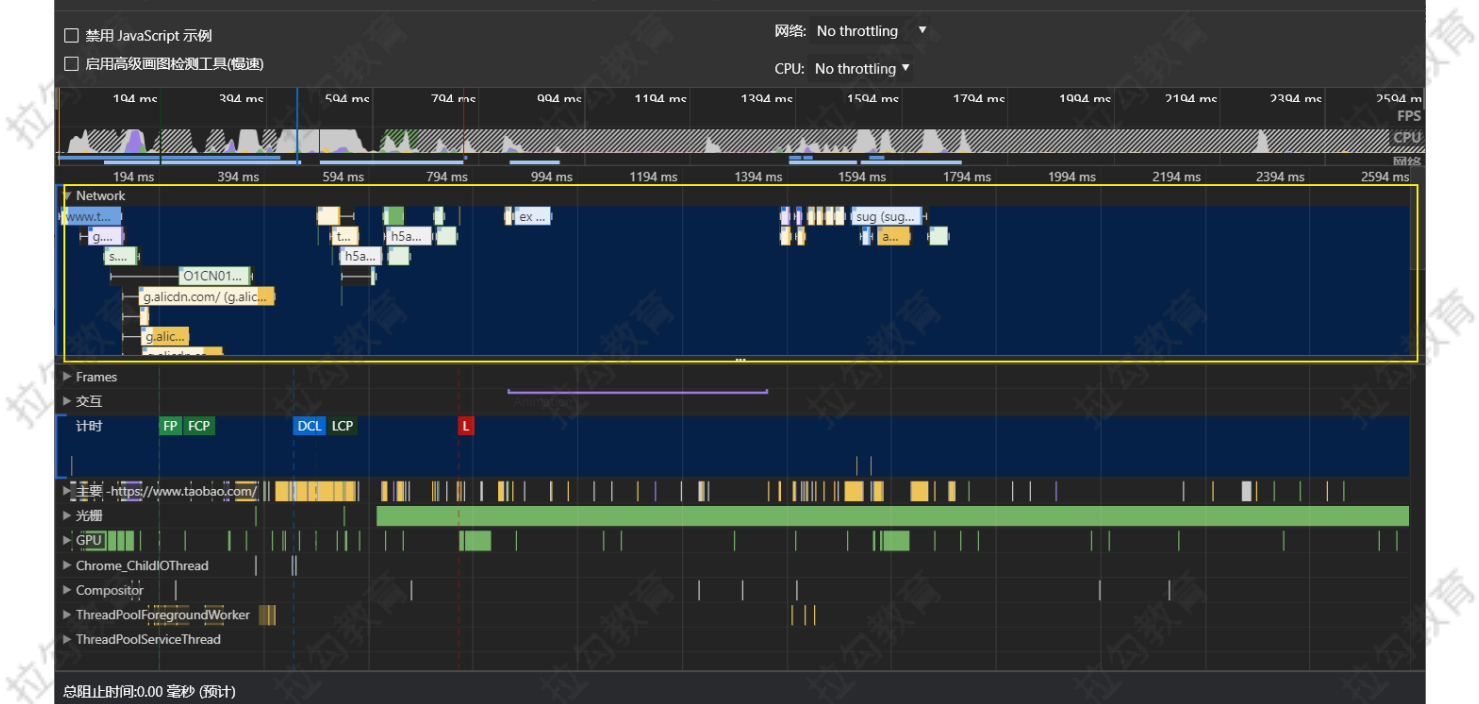 禁用 JavaScript 示例
网络: No throttling
启用高级画图检测工具(慢速)
CPU: No throttling
194 ms 394 ms 594 ms 794 ms 994 ms 1194 ms 1394 ms 1594 ms 1794 ms 1994 ms 2194 ms 2394 ms 2594 m
FPS
CPU
网络
194 ms 394 ms 594 ms 794 ms 994 ms 1194 ms 1394 ms 1594 ms 1794 ms 1994 ms 2194 ms 2394 ms 2594 ms
Network
www.t... ex ... sug (sug...
g.... t... h5a... a...
s.... h5a...
O1CN01...
g.alicdn.com/ (g.alic...
g.alic...
Frames
交互
计时 FP FCP DCL LCP L
主要 -https://www.taobao.com/
光栅
GPU
Chrome_ChildIOThread
Compositor
ThreadPoolForegroundWorker
ThreadPoolServiceThread
总阻止时间:0.00 毫秒 (预计)
拉勾教育